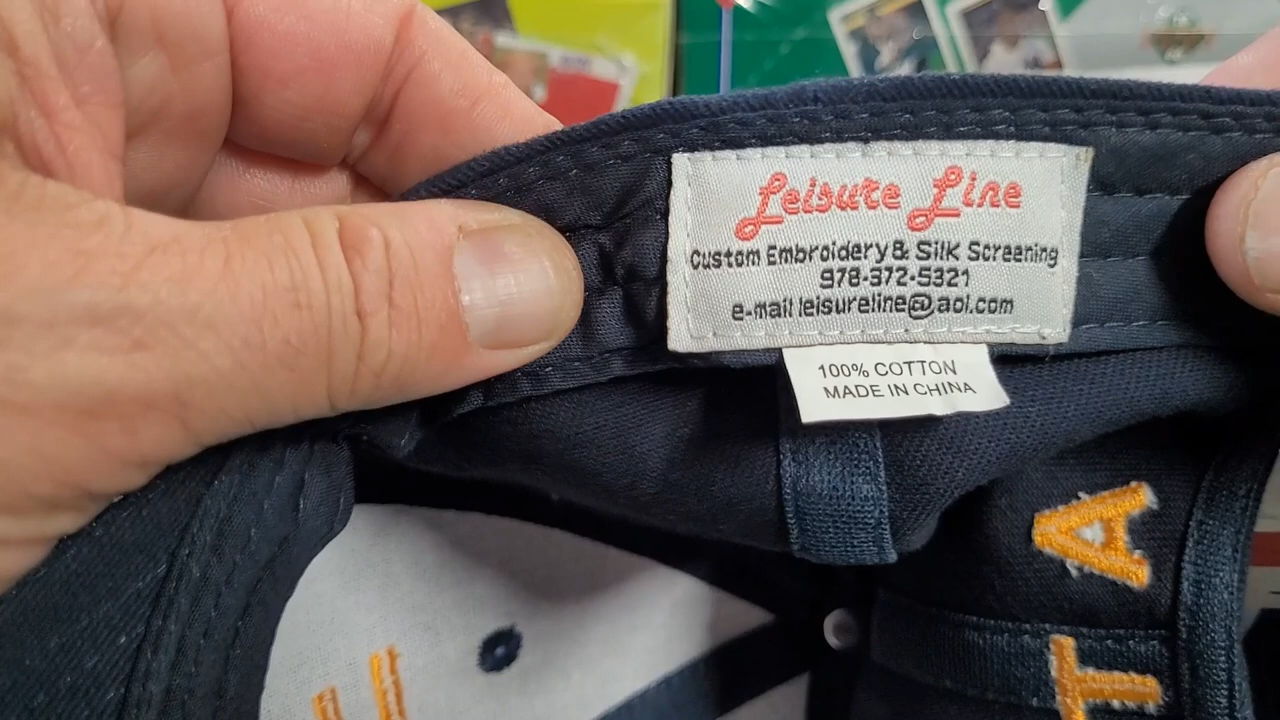 Leisure Line
Custom Embroidery & Silk Screening
978-372-5321
e-mail leisureline@aol.com
100% COTTON
MADE IN CHINA
A
T